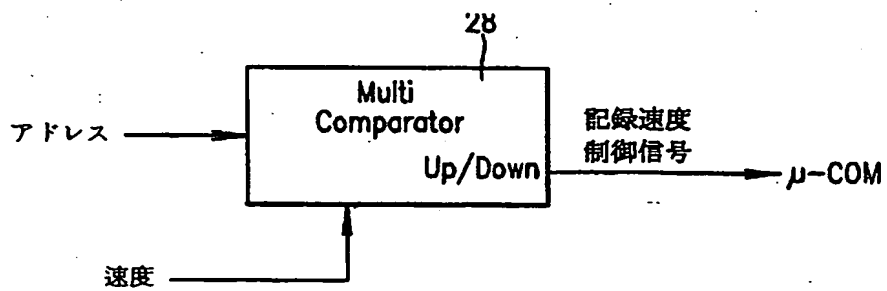 28
Multi
Comparator
アドレス
記録速度
制御信号
Up/Down
μ-COM
速度